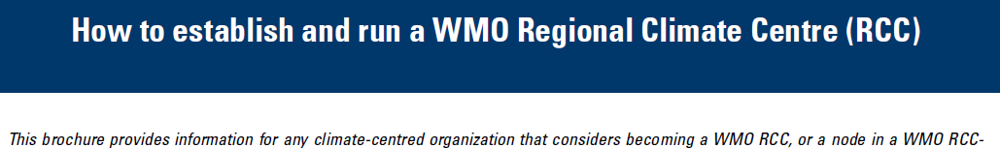 How to establish and run a WMO Regional Climate Centre (RCC)
This brochure provides information for any climate-centred organization that considers becoming a WMO RCC, or a node in a WMO RCC-